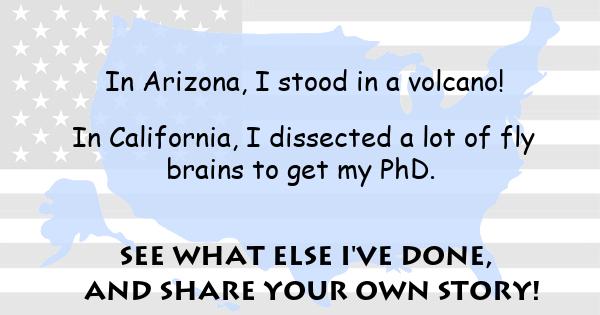 In Arizona, I stood in a volcano!
In California, I dissected a lot of fly
brains to get my PhD.
SEE WHAT ELSE I'VE DONE,
AND SHARE YOUR OWN STORY!